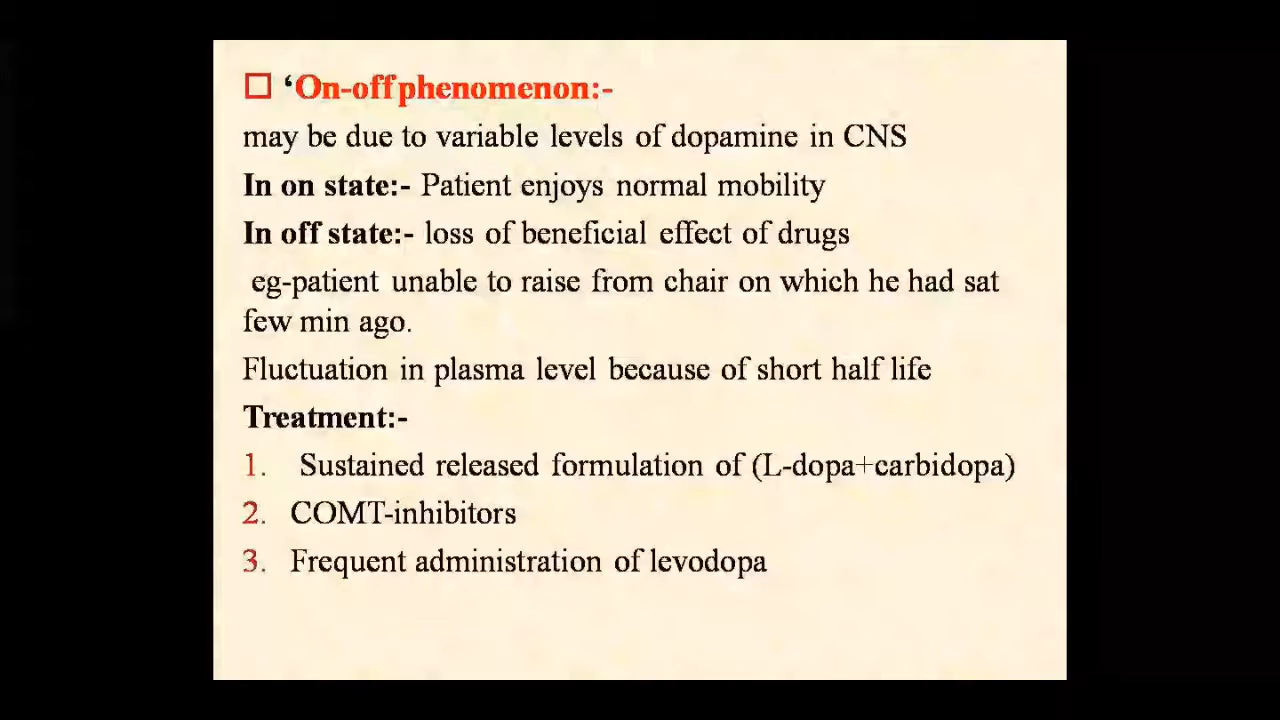 ‘On-off phenomenon:-
may be due to variable levels of dopamine in CNS
In on state:- Patient enjoys normal mobility
In off state:- loss of beneficial effect of drugs
eg-patient unable to raise from chair on which he had sat
few min ago.
Fluctuation in plasma level because of short half life
Treatment:-
1. Sustained released formulation of (L-dopa+carbidopa)
2. COMT-inhibitors
3. Frequent administration of levodopa